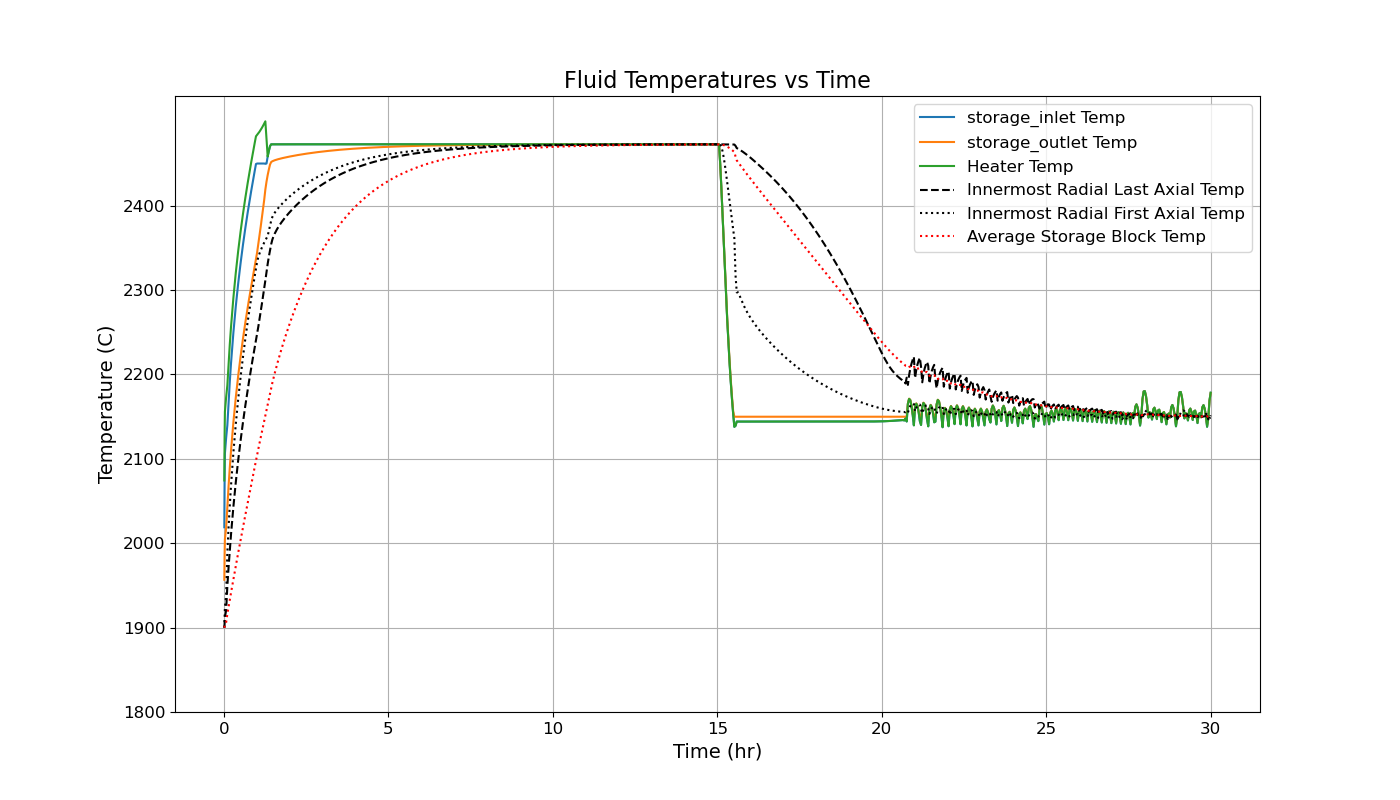 Fluid Temperatures vs Time
storage_inlet Temp
storage_outlet Temp
Heater Temp
Innermost Radial Last Axial Temp
Innermost Radial First Axial Temp
Average Storage Block Temp
Temperature (C)
2400
2300
2200
2100
2000
1900
1800
0 5 10 15 20 25 30
Time (hr)